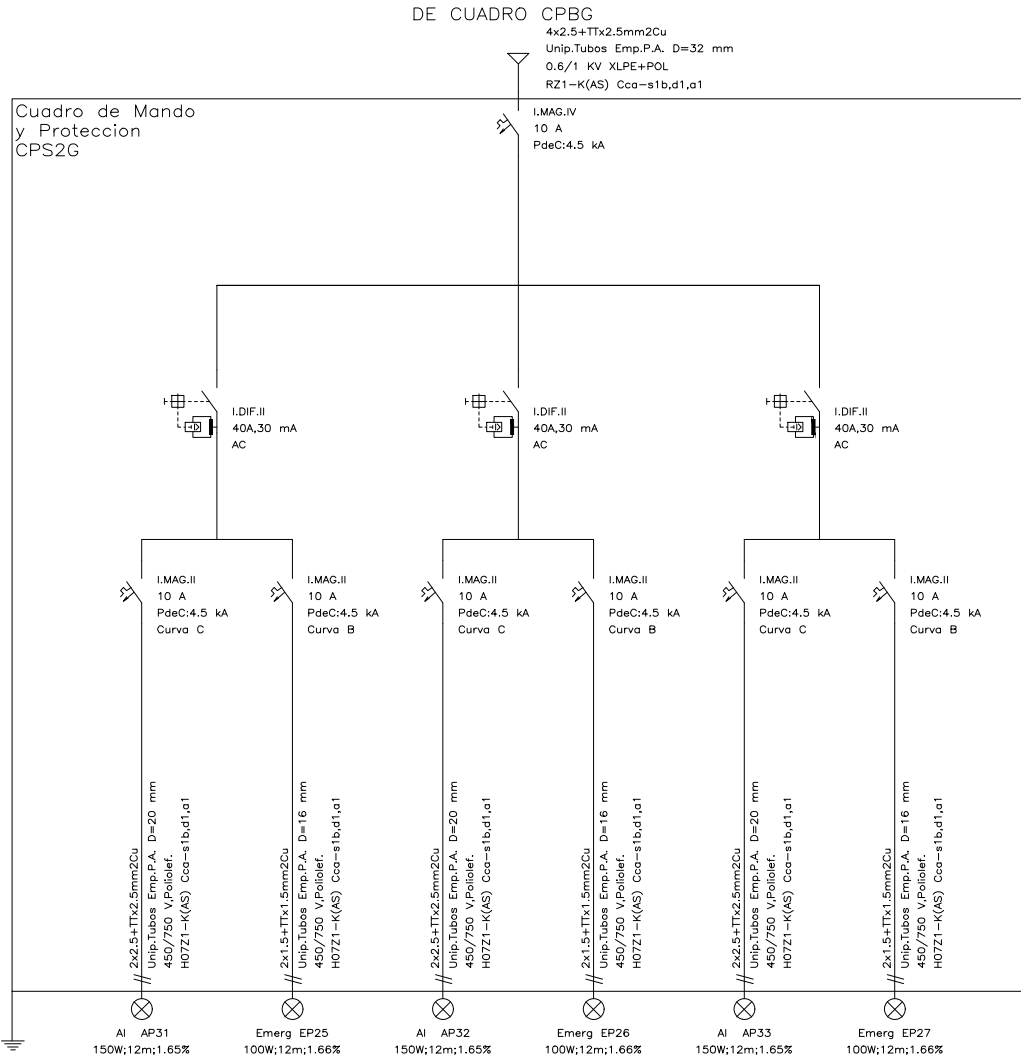 DE CUADRO CPBG
4x2.5+TTx2.5mm2Cu
Unip.Tubos Emp.P.A. D=32 mm
0.6/1 KV XLPE+POL
RZ1-K(AS) Cca-s1b,d1,a1
Cuadro de Mando
y Proteccion
CPS2G
I.MAG.IV
10 A
PdeC:4.5 kA
I.DIF.II
40A,30 mA
AC
I.DIF.II
40A,30 mA
AC
I.DIF.II
40A,30 mA
AC
I.MAG.II
10 A
PdeC:4.5 kA
Curva C
I.MAG.II
10 A
PdeC:4.5 kA
Curva B
I.MAG.II
10 A
PdeC:4.5 kA
Curva C
I.MAG.II
10 A
PdeC:4.5 kA
Curva B
I.MAG.II
10 A
PdeC:4.5 kA
Curva C
I.MAG.II
10 A
PdeC:4.5 kA
Curva B
2x2.5+TTx2.5mm2Cu
Unip.Tubos Emp.P.A. D=20 mm
450/750 V,Poliolef.
H07Z1-K(AS) Cca-s1b,d1,a1
2x1.5+TTx1.5mm2Cu
Unip.Tubos Emp.P.A. D=16 mm
450/750 V,Poliolef.
H07Z1-K(AS) Cca-s1b,d1,a1
2x2.5+TTx2.5mm2Cu
Unip.Tubos Emp.P.A. D=20 mm
450/750 V,Poliolef.
H07Z1-K(AS) Cca-s1b,d1,a1
2x1.5+TTx1.5mm2Cu
Unip.Tubos Emp.P.A. D=16 mm
450/750 V,Poliolef.
H07Z1-K(AS) Cca-s1b,d1,a1
2x2.5+TTx2.5mm2Cu
Unip.Tubos Emp.P.A. D=20 mm
450/750 V,Poliolef.
H07Z1-K(AS) Cca-s1b,d1,a1
2x1.5+TTx1.5mm2Cu
Unip.Tubos Emp.P.A. D=16 mm
450/750 V,Poliolef.
H07Z1-K(AS) Cca-s1b,d1,a1
Al AP31
150W;12m;1.65%
Emerg EP25
100W;12m;1.66%
Al AP32
150W;12m;1.65%
Emerg EP26
100W;12m;1.66%
Al AP33
150W;12m;1.65%
Emerg EP27
100W;12m;1.66%